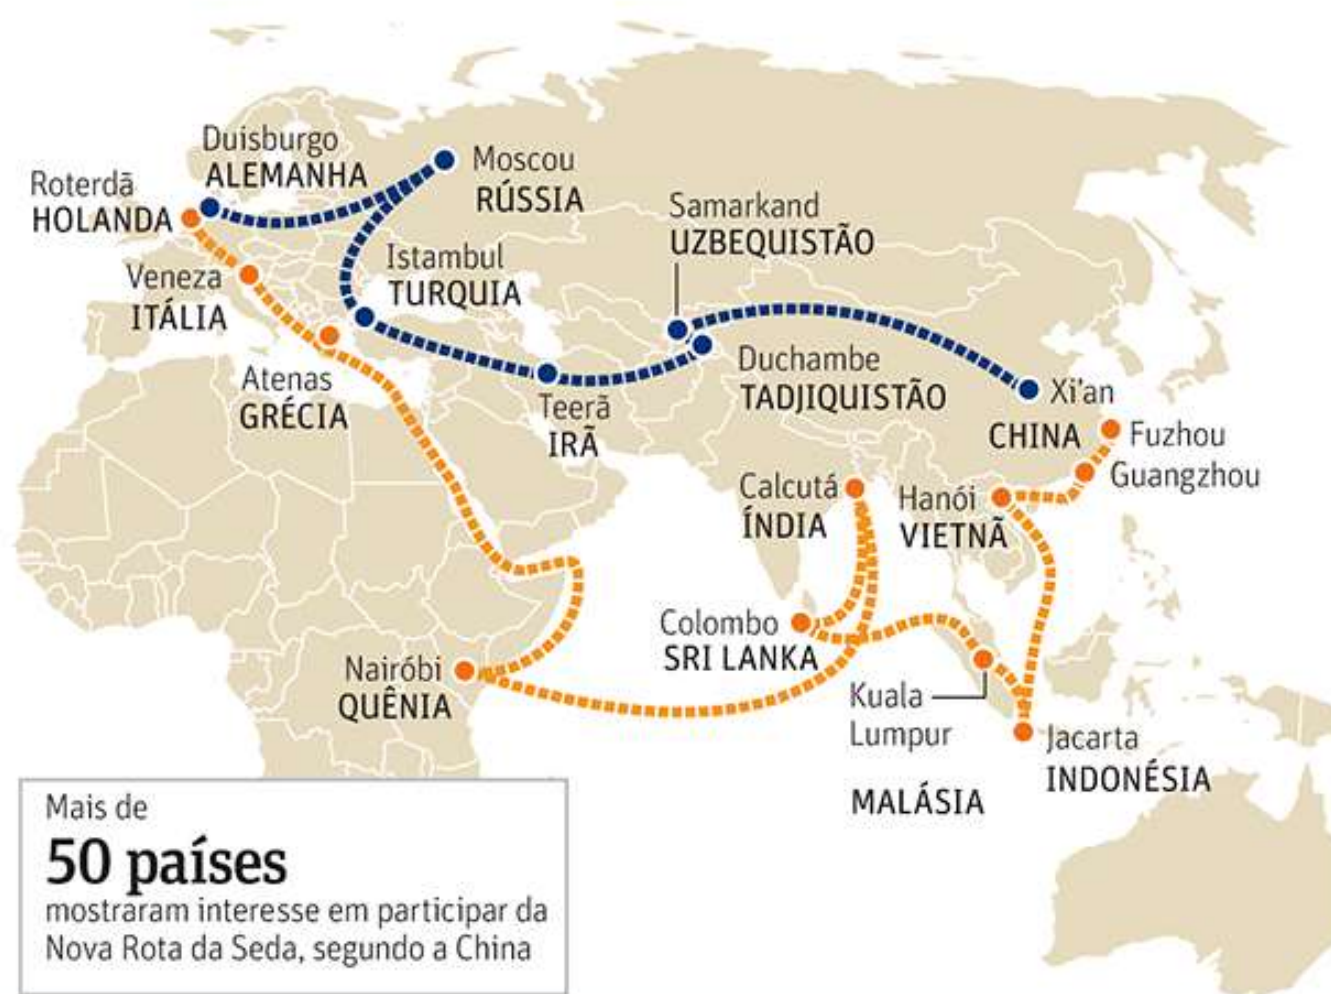 Duisburgo
ALEMANHA
Moscou
RÚSSIA
Roterdã
HOLANDA
Samarkand
UZBEQUISTÃO
Istambul
TURQUIA
Veneza
ITÁLIA
Duchambe
TADJIQUISTÃO
Atenas
GRÉCIA
Teerã
IRÃ
Xi'an
CHINA
Fuzhou
Guangzhou
Calcutá
ÍNDIA
Hanói
VIETNÃ
Colombo
SRI LANKA
Nairóbi
QUÊNIA
Kuala
Lumpur
MALÁSIA
Jacarta
INDONÉSIA
Mais de
50 países
mostraram interesse em participar da
Nova Rota da Seda, segundo a China